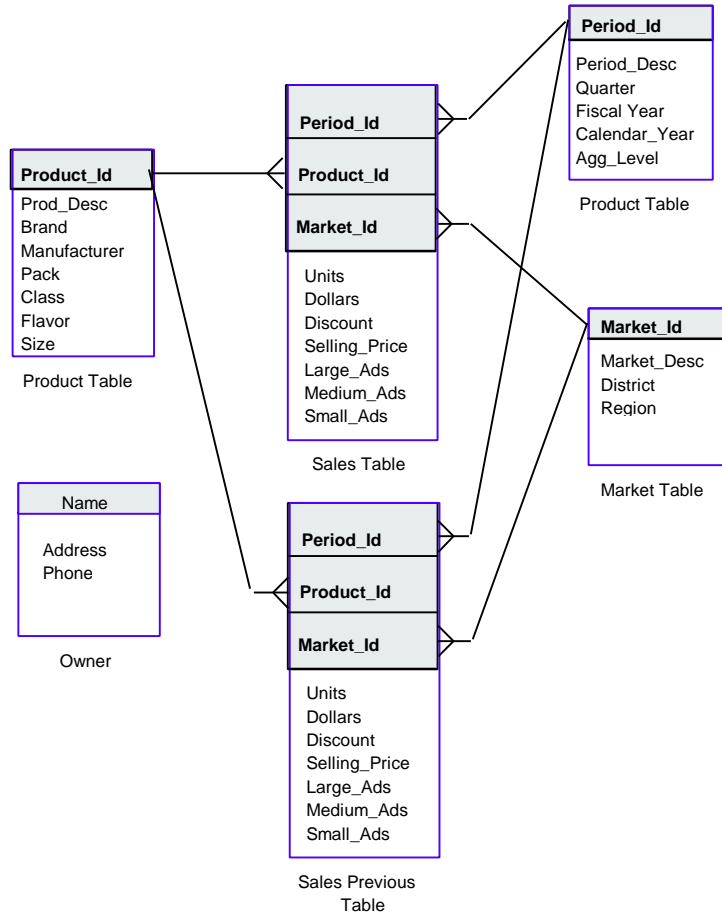 Period_Id
Period_Desc
Quarter
Fiscal Year
Calendar_Year
Agg_Level
Product Table
Period_Id
Product_Id
Market_Id
Units
Dollars
Discount
Selling_Price
Large_Ads
Medium_Ads
Small_Ads
Sales Table
Product_Id
Prod_Desc
Brand
Manufacturer
Pack
Class
Flavor
Size
Product Table
Market_Id
Market_Desc
District
Region
Market Table
Name
Address
Phone
Owner
Period_Id
Product_Id
Market_Id
Units
Dollars
Discount
Selling_Price
Large_Ads
Medium_Ads
Small_Ads
Sales Previous
Table